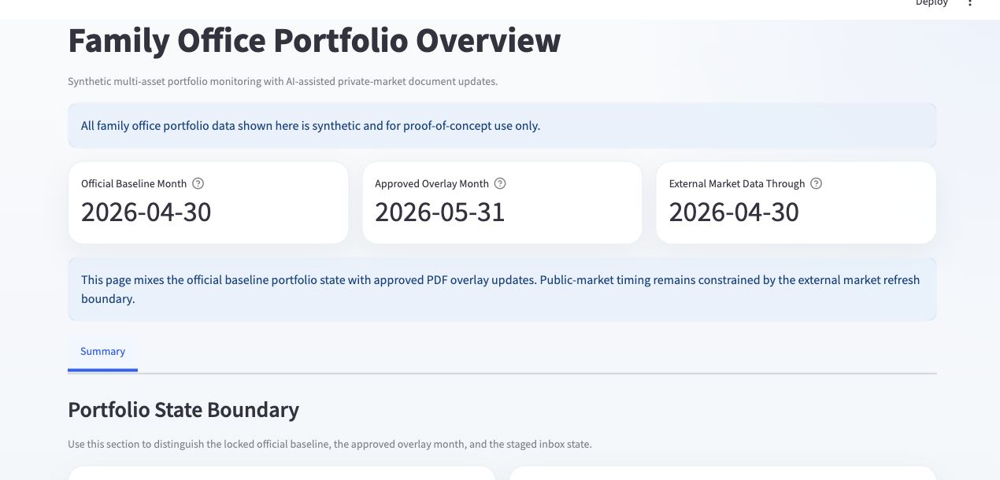 Deploy
Family Office Portfolio Overview
Synthetic multi-asset portfolio monitoring with AI-assisted private-market document updates.
All family office portfolio data shown here is synthetic and for proof-of-concept use only.
Official Baseline Month
2026-04-30
Approved Overlay Month
2026-05-31
External Market Data Through
2026-04-30
This page mixes the official baseline portfolio state with approved PDF overlay updates. Public-market timing remains constrained by the external market refresh
boundary.
Summary
Portfolio State Boundary
Use this section to distinguish the locked official baseline, the approved overlay month, and the staged inbox state.